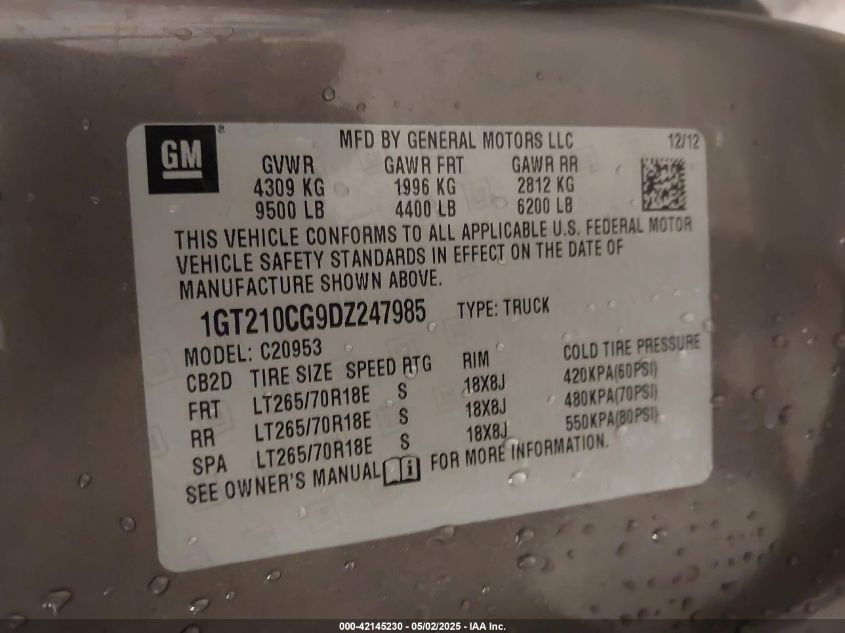 GM
MFD BY GENERAL MOTORS LLC 12/12
GVWR GAWR FRT GAWR RR
4309 KG 1996 KG 2812 KG
9500 LB 4400 LB 6200 LB
THIS VEHICLE CONFORMS TO ALL APPLICABLE U.S. FEDERAL MOTOR
VEHICLE SAFETY STANDARDS IN EFFECT ON THE DATE OF
MANUFACTURE SHOWN ABOVE.
1GT210CG9DZ247985 TYPE: TRUCK
MODEL: C20953
CB2D TIRE SIZE SPEED RTG RIM COLD TIRE PRESSURE
FRT LT265/70R18E S 18X8J 420KPA(60PSI)
RR LT265/70R18E S 18X8J 480KPA(70PSI)
SPA LT265/70R18E S 18X8J 550KPA(80PSI)
SEE OWNER'S MANUAL FOR MORE INFORMATION.
000-42145230 - 05/02/2025 - IAA Inc.